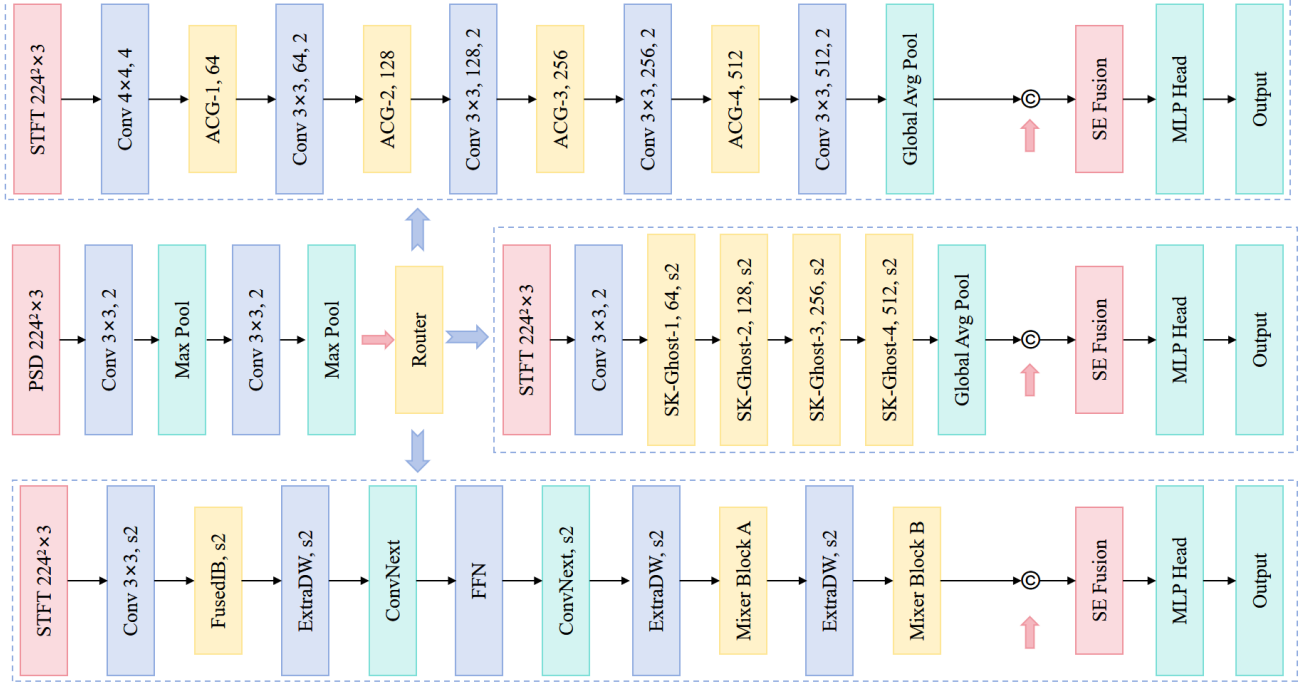 STFT 224²×3
Conv 4×4, 4
ACG-1, 64
Conv 3×3, 64, 2
ACG-2, 128
Conv 3×3, 128, 2
ACG-3, 256
Conv 3×3, 256, 2
ACG-4, 512
Conv 3×3, 512, 2
Global Avg Pool
©
SE Fusion
MLP Head
Output
PSD 224²×3
Conv 3×3, 2
Max Pool
Conv 3×3, 2
Max Pool
Router
STFT 224²×3
Conv 3×3, 2
SK-Ghost-1, 64, s2
SK-Ghost-2, 128, s2
SK-Ghost-3, 256, s2
SK-Ghost-4, 512, s2
Global Avg Pool
©
SE Fusion
MLP Head
Output
STFT 224²×3
Conv 3×3, s2
FusedIB, s2
ExtraDW, s2
ConvNext
FFN
ConvNext, s2
ExtraDW, s2
Mixer Block A
ExtraDW, s2
Mixer Block B
©
SE Fusion
MLP Head
Output